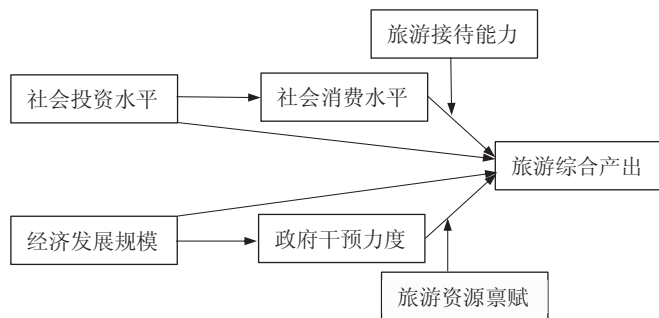 旅游接待能力
社会投资水平
社会消费水平
旅游综合产出
经济发展规模
政府干预力度
旅游资源禀赋